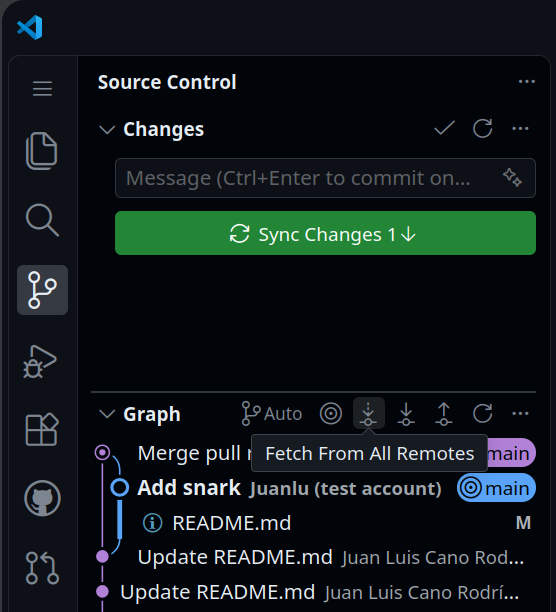 Source Control
Changes
Message (Ctrl+Enter to commit on...
Sync Changes 1↓
Graph
Auto
Fetch From All Remotes
Merge pull
main
Add snark Juanlu (test account) main
README.md M
Update README.md Juan Luis Cano Rod...
Update README.md Juan Luis Cano Rodrí...